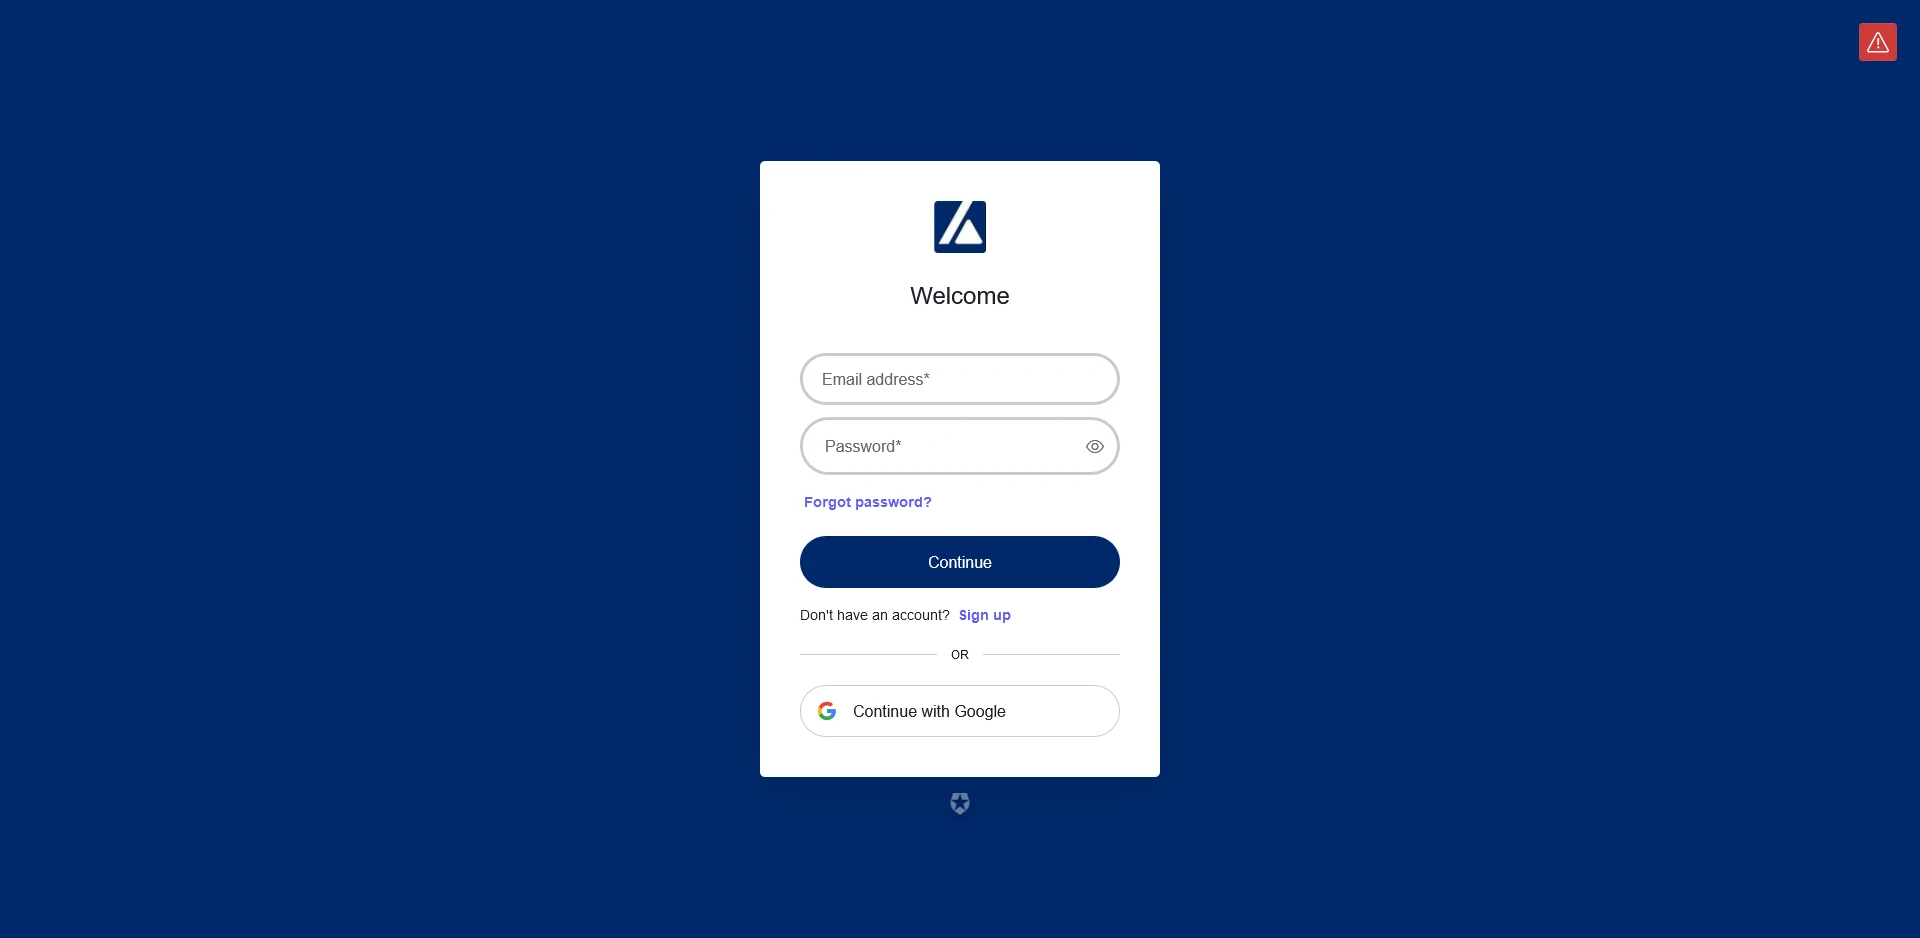 Welcome
Email address*
Password*
Forgot password?
Continue
Don't have an account? Sign up
OR
Continue with Google